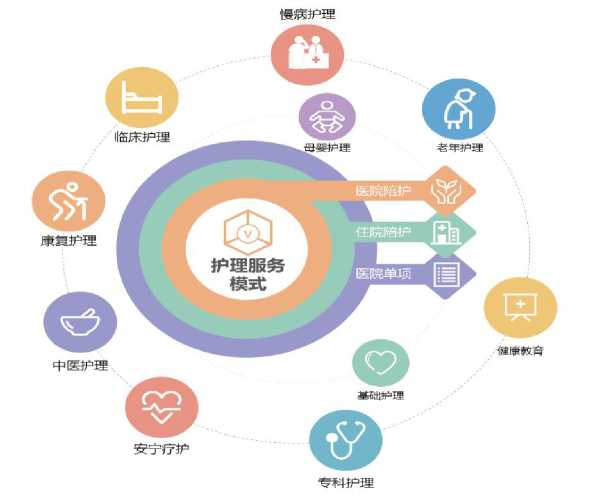 慢病护理
临床护理
母婴护理
老年护理
医院陪护
康复护理
住院陪护
护理服务
模式
医院单项
中医护理
健康教育
基础护理
安宁疗护
专科护理